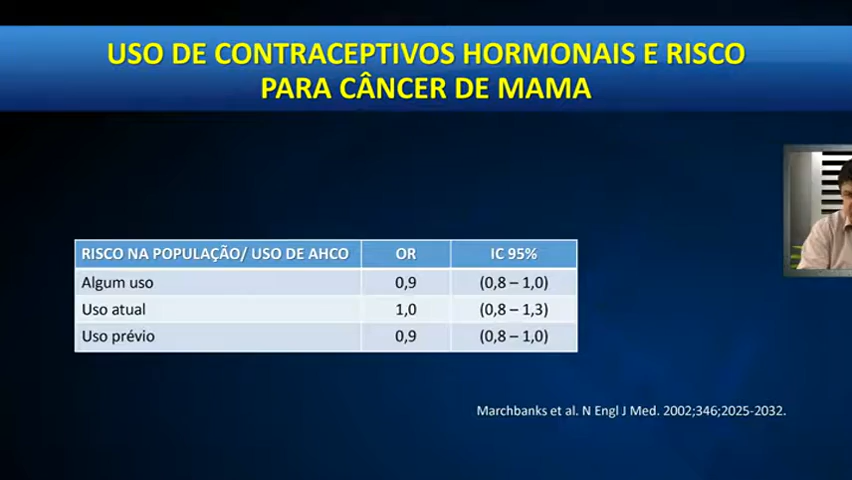 USO DE CONTRACEPTIVOS HORMONAIS E RISCO
PARA CÂNCER DE MAMA
RISCO NA POPULAÇÃO/ USO DE AHCO OR IC 95%
Algum uso 0,9 (0,8 – 1,0)
Uso atual 1,0 (0,8 – 1,3)
Uso prévio 0,9 (0,8 – 1,0)
Marchbanks et al. N Engl J Med. 2002;346;2025-2032.